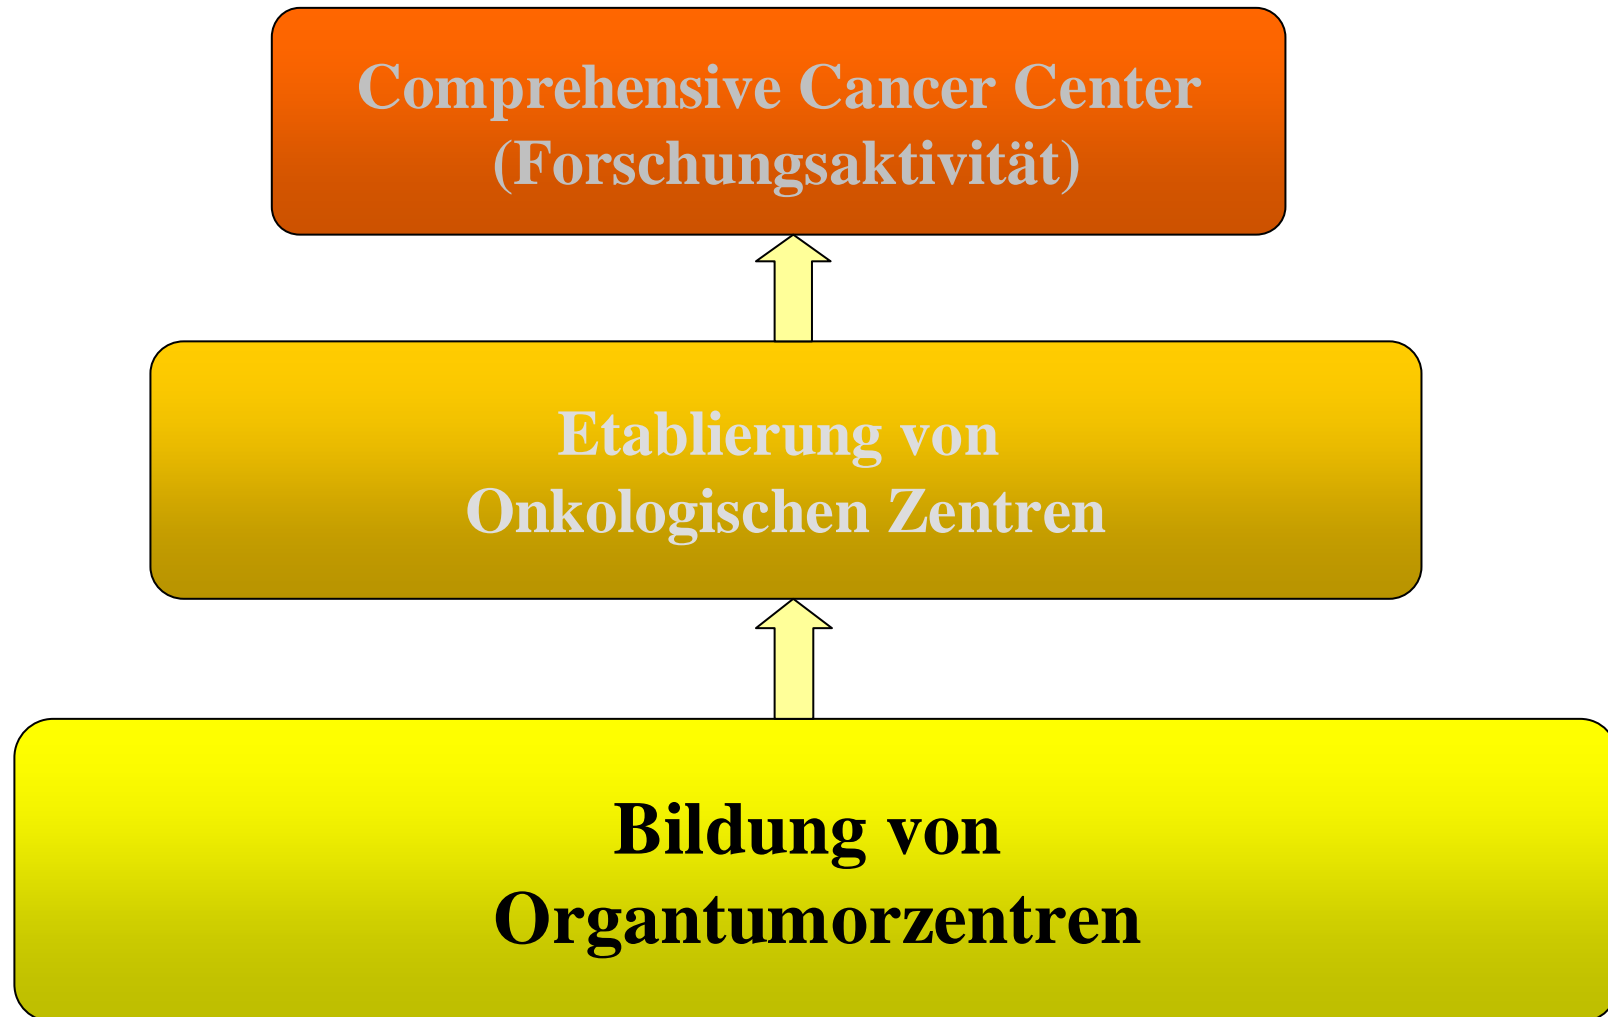 Comprehensive Cancer Center
(Forschungsaktivität)
Etablierung von
Onkologischen Zentren
Bildung von
Organtumorzentren